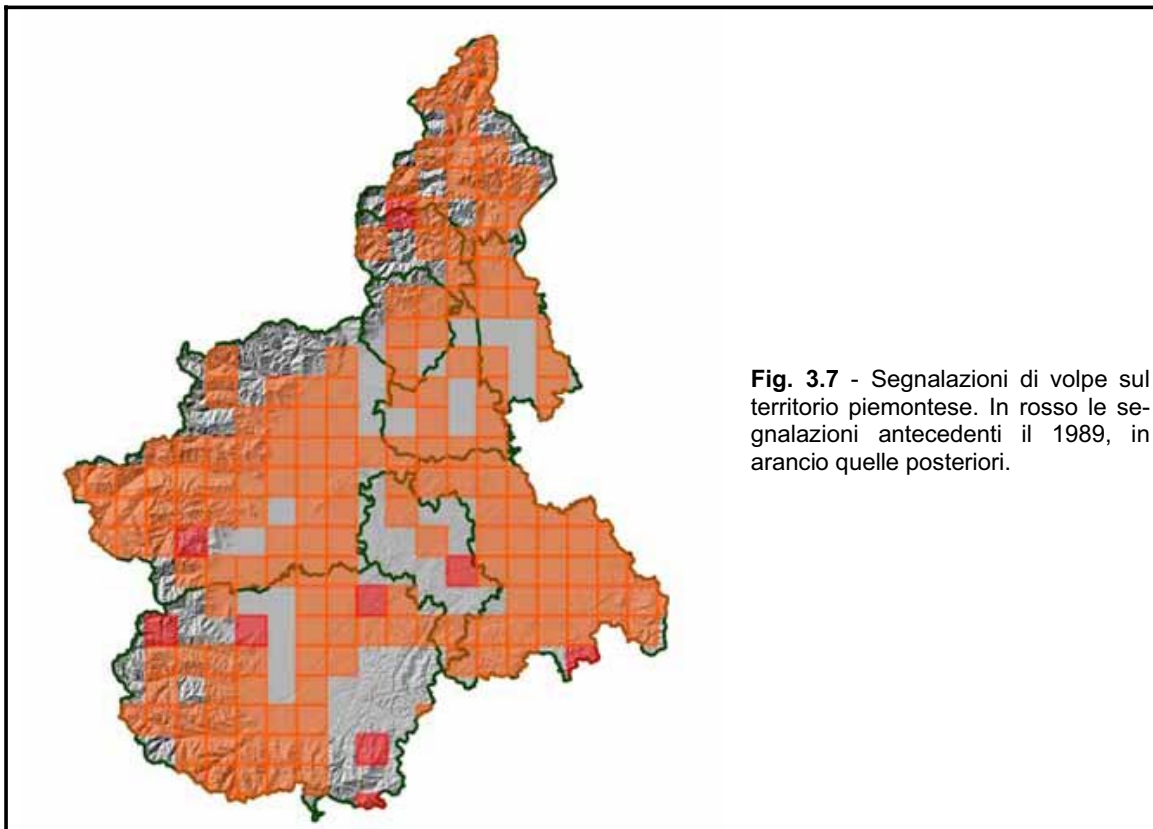 Fig. 3.7 - Segnalazioni di volpe sul
territorio piemontese. In rosso le se-
gnalazioni antecedenti il 1989, in
arancio quelle posteriori.